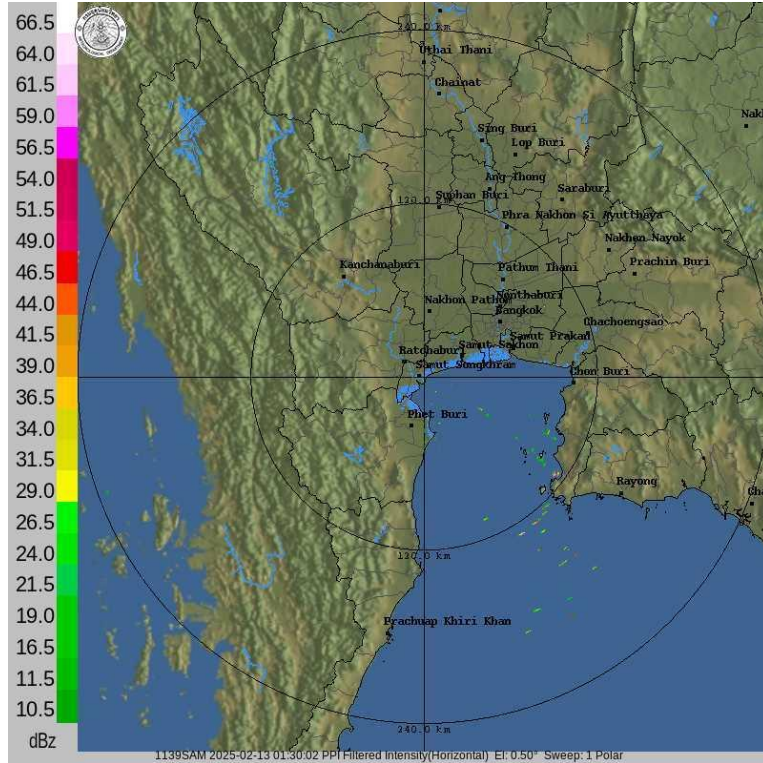 66.5
64.0
61.5
59.0
56.5
54.0
51.5
49.0
46.5
44.0
41.5
39.0
36.5
34.0
31.5
29.0
26.5
24.0
21.5
19.0
16.5
11.5
10.5
dBz
240.0 km
Uthai Thani
Chainat
Sing Buri
Lop Buri
Ang Thong
Saraburi
Suphan Buri
120.0 km
Phra Nakhon Si Ayutthaya
Nakhon Nayok
Kanchanaburi
Pathum Thani
Prachin Buri
Nakhon Pathom
Nonthaburi
Bangkok
Chachoengsao
Samut Prakan
Ratchaburi
Samut Sakhon
Samut Songkhram
Chon Buri
Phet Buri
Rayong
120.0 km
Prachuap Khiri Khan
240.0 km
1139SAM 2025-02-13 01:30:02 PPI Filtered Intensity(Horizontal) El: 0.50° Sweep: 1 Polar